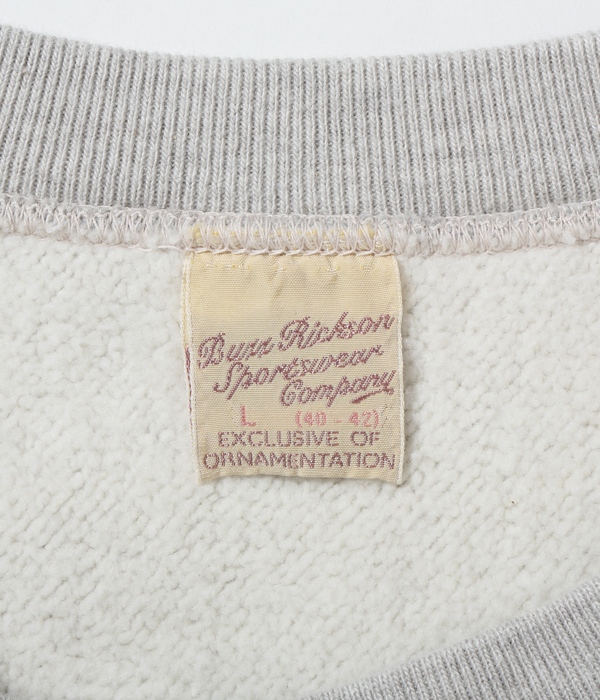 Buzz Rickson
Sportswear
Company
L (40 - 42)
EXCLUSIVE OF
ORNAMENTATION